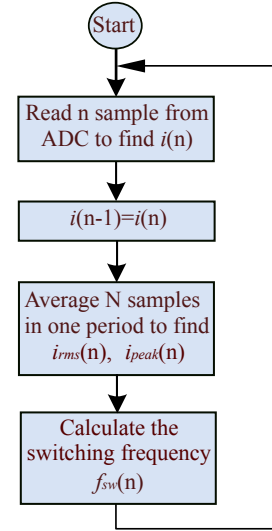 Start
Read n sample from
ADC to find i(n)
i(n-1)=i(n)
Average N samples
in one period to find
irms(n), ipeak(n)
Calculate the
switching frequency
fsw(n)